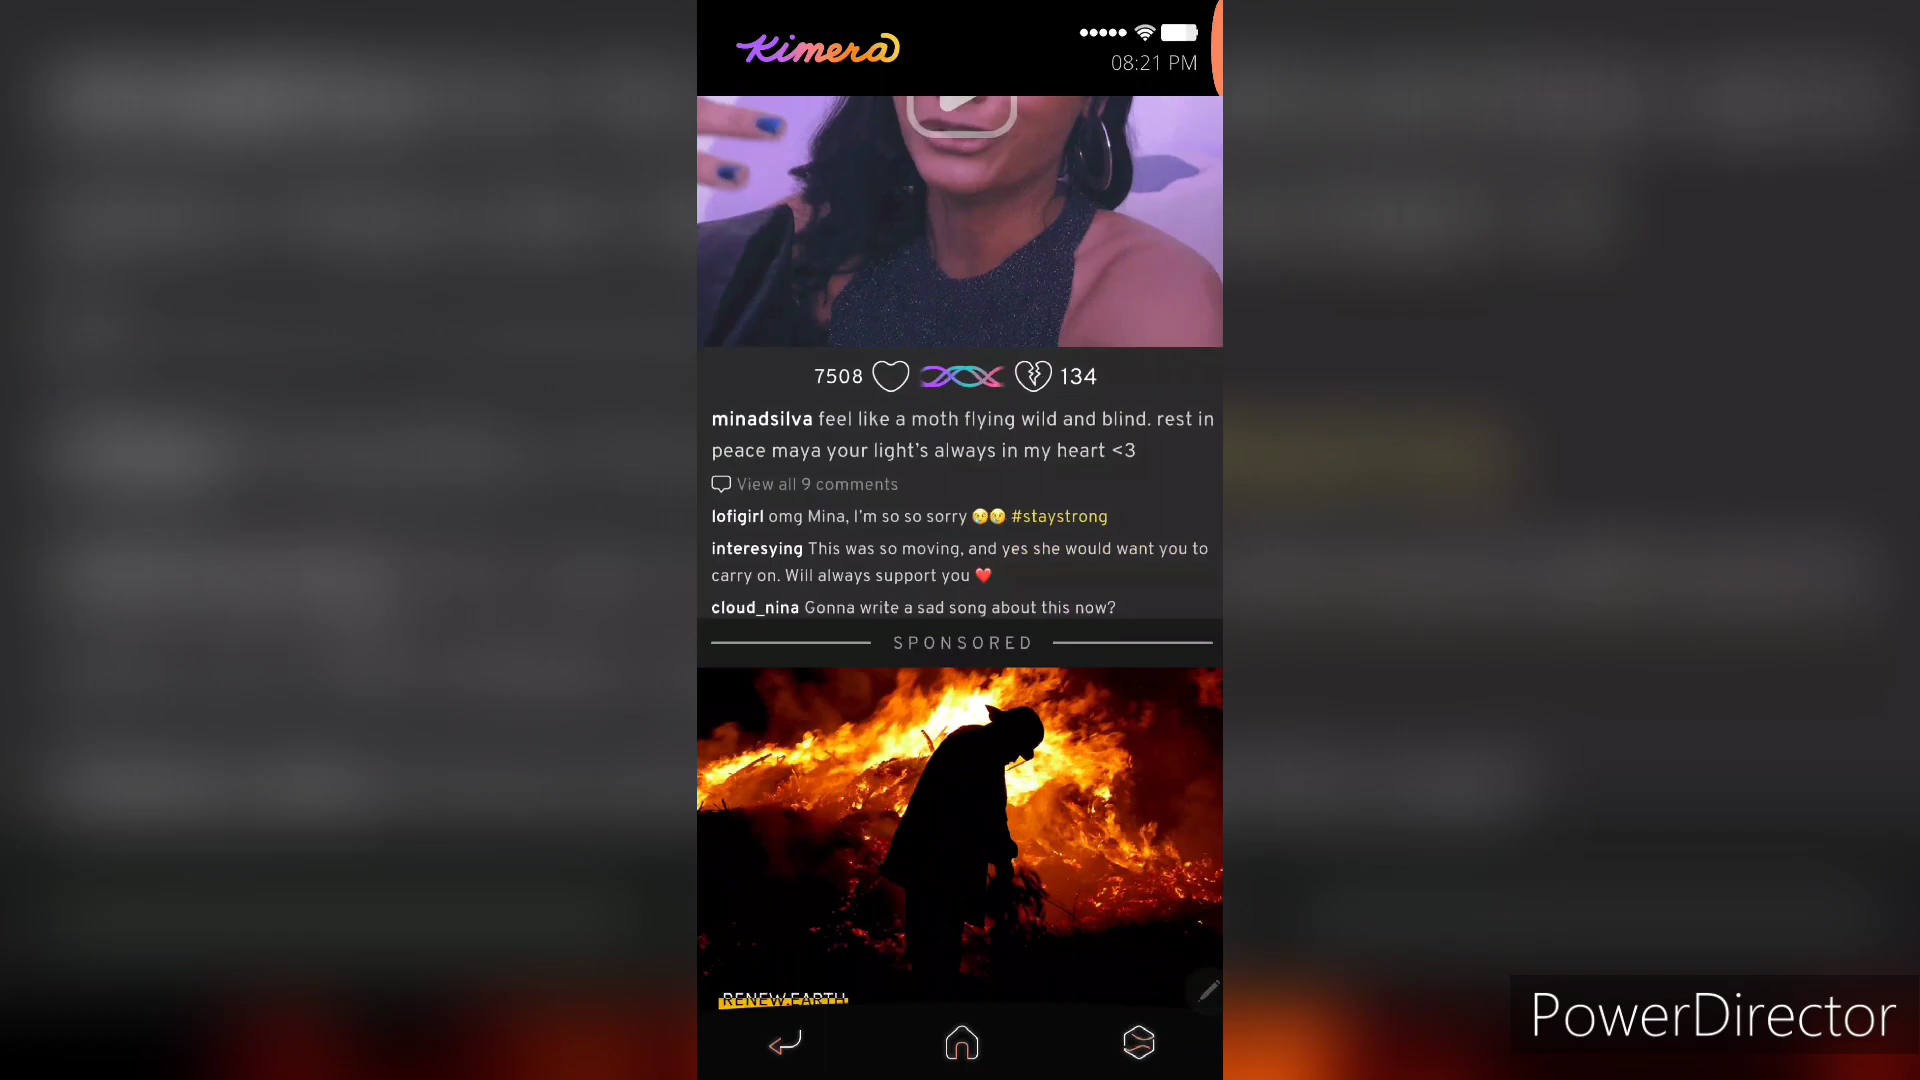 Kimera
08:21 PM
7508 134
minadsilva feel like a moth flying wild and blind. rest in
peace maya your light's always in my heart <3
View all 9 comments
lofigirl omg Mina, I'm so so sorry 😢😢 #staystrong
interesying This was so moving, and yes she would want you to
carry on. Will always support you ❤️
cloud_nina Gonna write a sad song about this now?
SPONSORED
RENEW.EARTH
PowerDirector